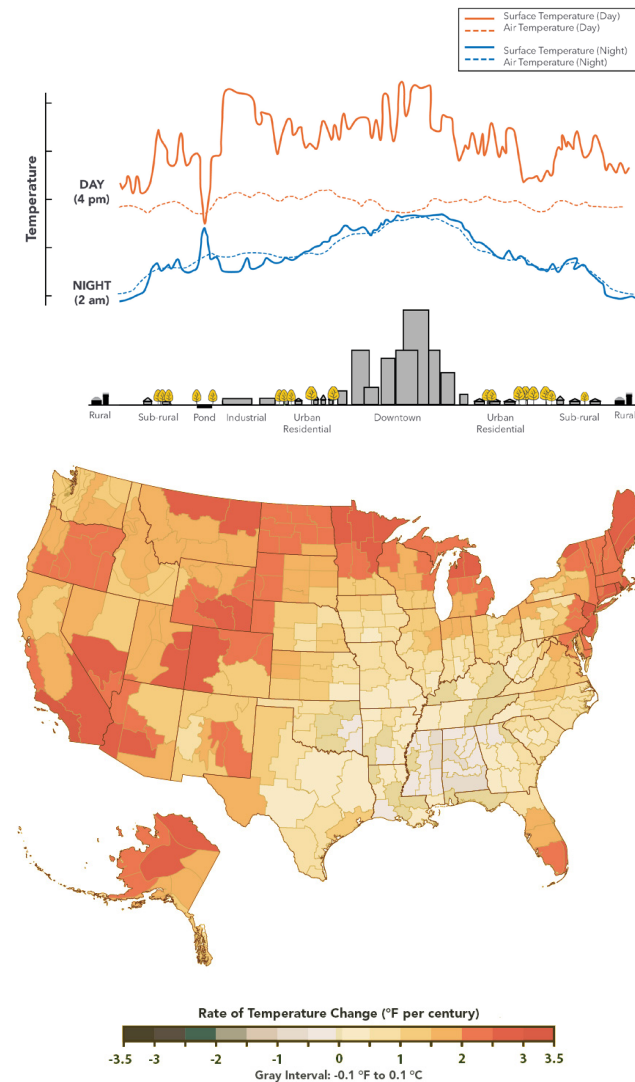 Surface Temperature (Day)
Air Temperature (Day)
Surface Temperature (Night)
Air Temperature (Night)
Temperature
DAY
(4 pm)
NIGHT
(2 am)
Rural Sub-rural Pond Industrial Urban Residential Downtown Urban Residential Sub-rural Rural
Rate of Temperature Change (°F per century)
-3.5 -3 -2 -1 0 1 2 3 3.5
Gray Interval: -0.1 °F to 0.1 °C